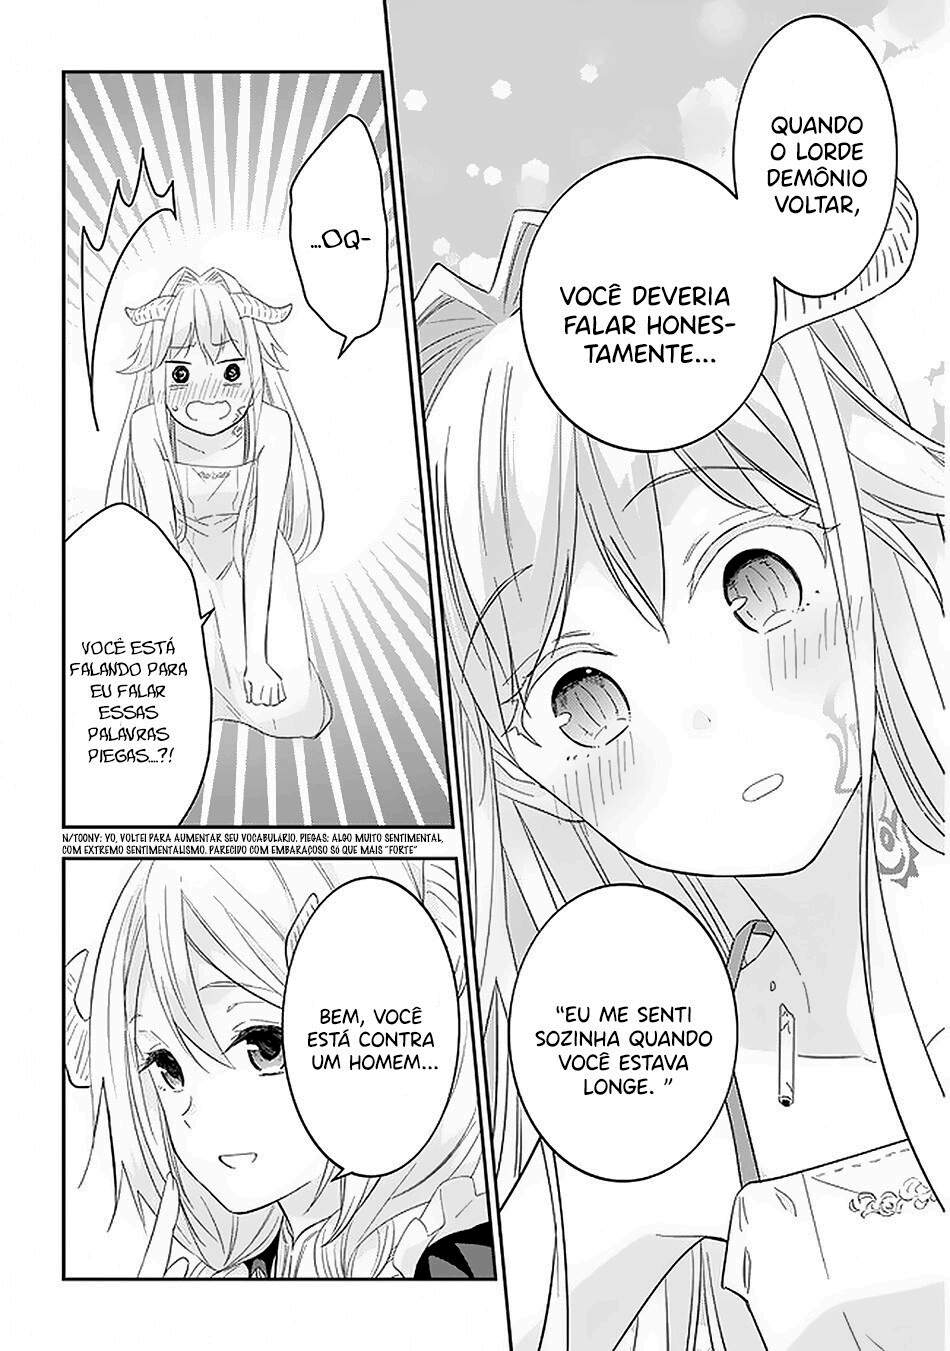 QUANDO
O LORDE
DEMÔNIO
VOLTAR,
VOCÊ DEVERIA
FALAR HONES-
TAMENTE...
"EU ME SENTI
SOZINHA QUANDO
VOCÊ ESTAVA
LONGE. "
...OQ-
VOCÊ ESTÁ
FALANDO PARA
EU FALAR
ESSAS
PALAVRAS
PIEGAS....?!
N/TOONY: YO, VOLTEI PARA AUMENTAR SEU VOCABULÁRIO. PIEGAS: ALGO MUITO SENTIMENTAL,
COM EXTREMO SENTIMENTALISMO. PARECIDO COM EMBARAÇOSO SÓ QUE MAIS "FORTE"
BEM, VOCÊ
ESTÁ CONTRA
UM HOMEM...